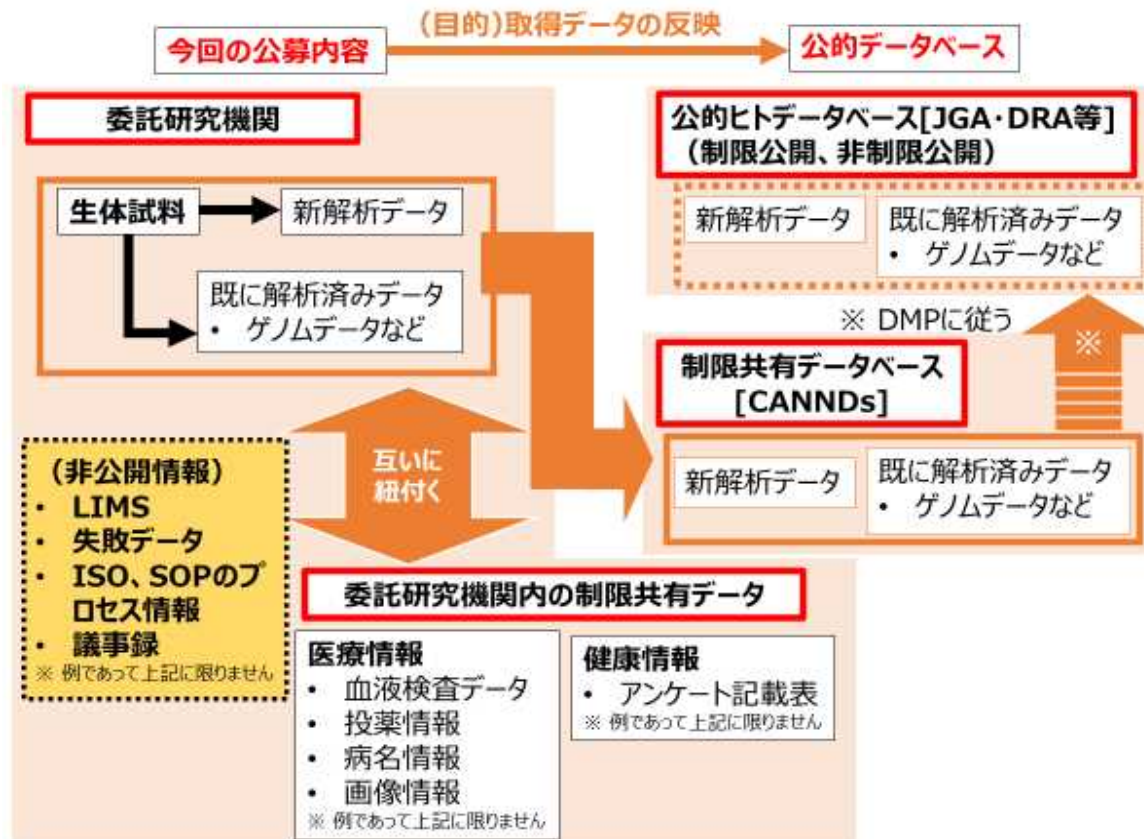 (目的)取得データの反映
今回の公募内容
公的データベース
委託研究機関
生体試料
新解析データ
既に解析済みデータ
• ゲノムデータなど
公的ヒトデータベース[JGA・DRA等]
(制限公開、非制限公開)
新解析データ
既に解析済みデータ
• ゲノムデータなど
※ DMPに従う
※
制限共有データベース
[CANNDs]
新解析データ
既に解析済みデータ
• ゲノムデータなど
互いに
紐付く
(非公開情報)
• LIMS
• 失敗データ
• ISO、SOPのプ
ロセス情報
• 議事録
※ 例であって上記に限りません
委託研究機関内の制限共有データ
医療情報
• 血液検査データ
• 投薬情報
• 病名情報
• 画像情報
※ 例であって上記に限りません
健康情報
• アンケート記載表
※ 例であって上記に限りません